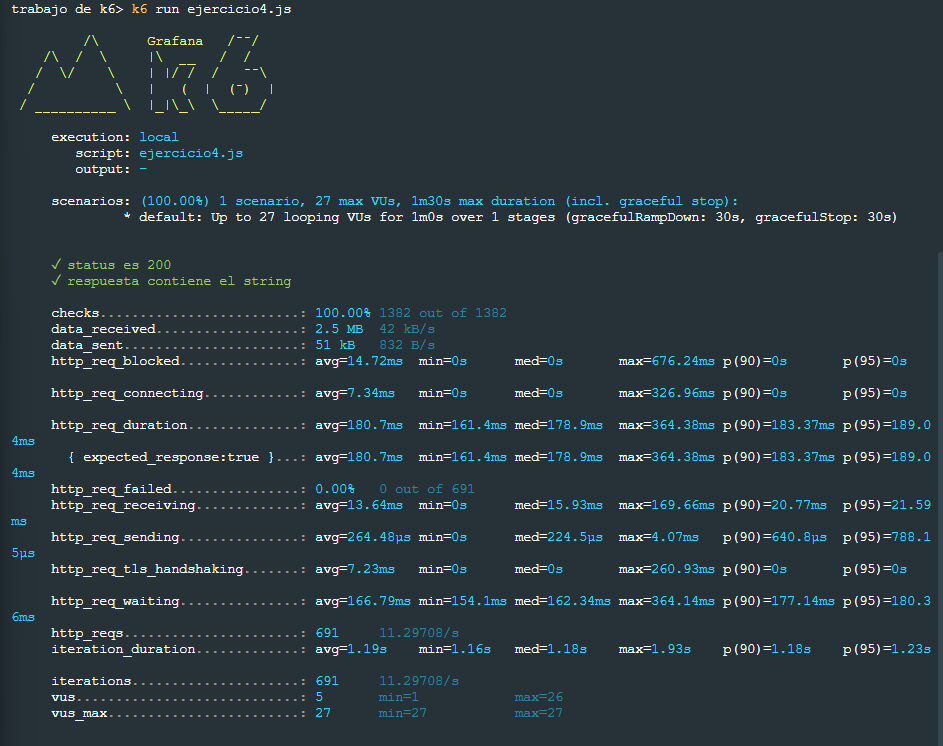 trabajo de k6> k6 run ejercicio4.js
Grafana
execution: local
script: ejercicio4.js
output: -
scenarios: (100.00%) 1 scenario, 27 max VUs, 1m30s max duration (incl. graceful stop):
* default: Up to 27 looping VUs for 1m0s over 1 stages (gracefulRampDown: 30s, gracefulStop: 30s)
✓ status es 200
✓ respuesta contiene el string
checks.........................: 100.00% 1382 out of 1382
data_received..................: 2.5 MB 42 kB/s
data_sent......................: 51 kB 832 B/s
http_req_blocked...............: avg=14.72ms min=0s med=0s max=676.24ms p(90)=0s p(95)=0s
http_req_connecting............: avg=7.34ms min=0s med=0s max=326.96ms p(90)=0s p(95)=0s
http_req_duration..............: avg=180.7ms min=161.4ms med=178.9ms max=364.38ms p(90)=183.37ms p(95)=189.0
4ms
{ expected_response:true }...: avg=180.7ms min=161.4ms med=178.9ms max=364.38ms p(90)=183.37ms p(95)=189.0
4ms
http_req_failed................: 0.00% 0 out of 691
http_req_receiving.............: avg=13.64ms min=0s med=15.93ms max=169.66ms p(90)=20.77ms p(95)=21.59
ms
http_req_sending...............: avg=264.48µs min=0s med=224.5µs max=4.07ms p(90)=640.8µs p(95)=788.1
5µs
http_req_tls_handshaking.......: avg=7.23ms min=0s med=0s max=260.93ms p(90)=0s p(95)=0s
http_req_waiting...............: avg=166.79ms min=154.1ms med=162.34ms max=364.14ms p(90)=177.14ms p(95)=180.3
6ms
http_reqs......................: 691 11.29708/s
iteration_duration.............: avg=1.19s min=1.16s med=1.18s max=1.93s p(90)=1.18s p(95)=1.23s
iterations.....................: 691 11.29708/s
vus............................: 5 min=1 max=26
vus_max........................: 27 min=27 max=27